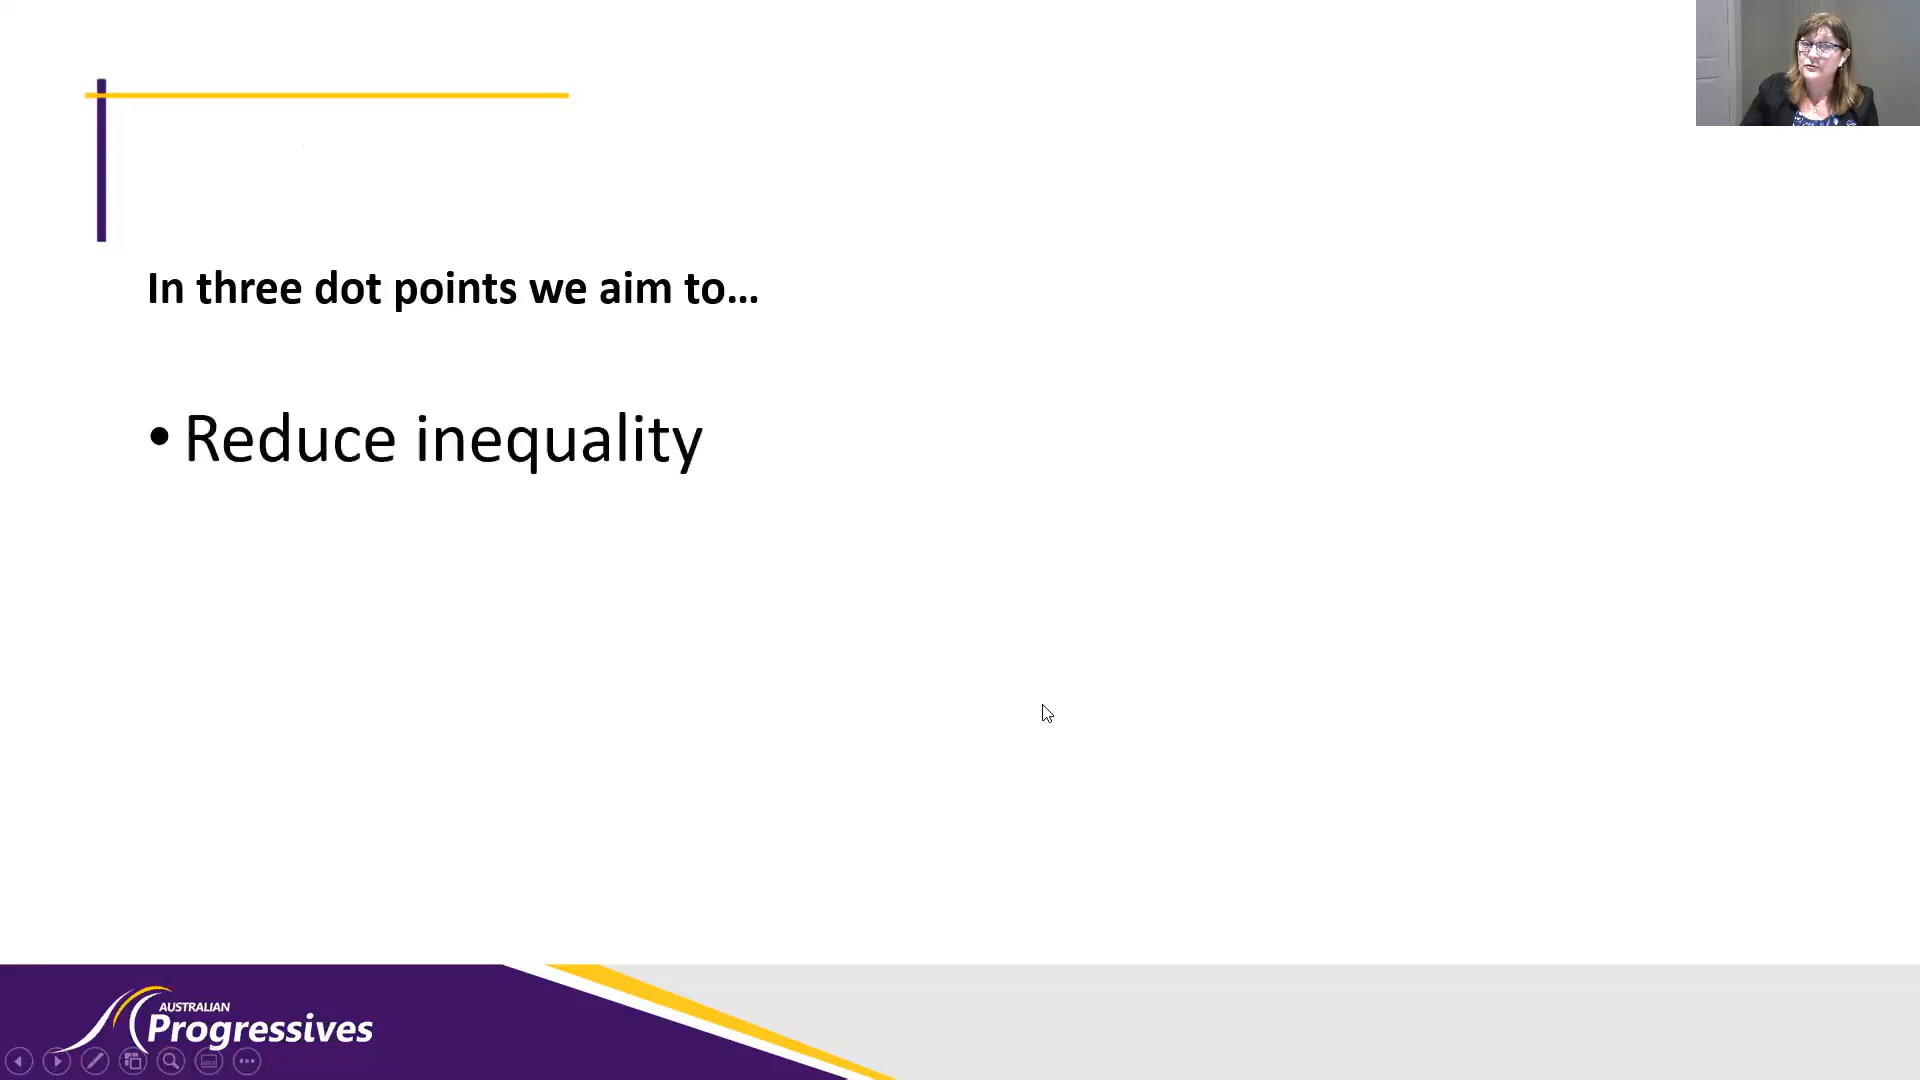 In three dot points we aim to...
• Reduce inequality
AUSTRALIAN
Progressives